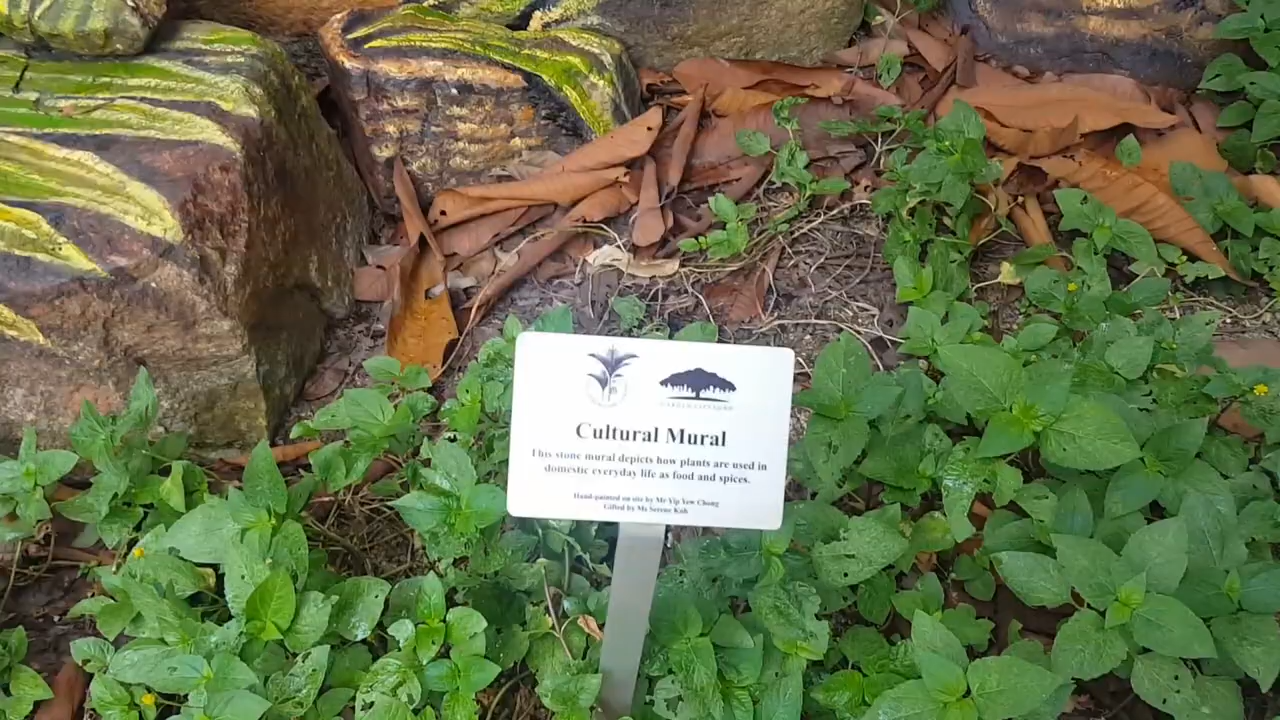 Cultural Mural
This stone mural depicts how plants are used in
domestic everyday life as food and spices.
Hand-painted on site by Mr Yip Yew Chong
Gifted by Ms Serene Koh